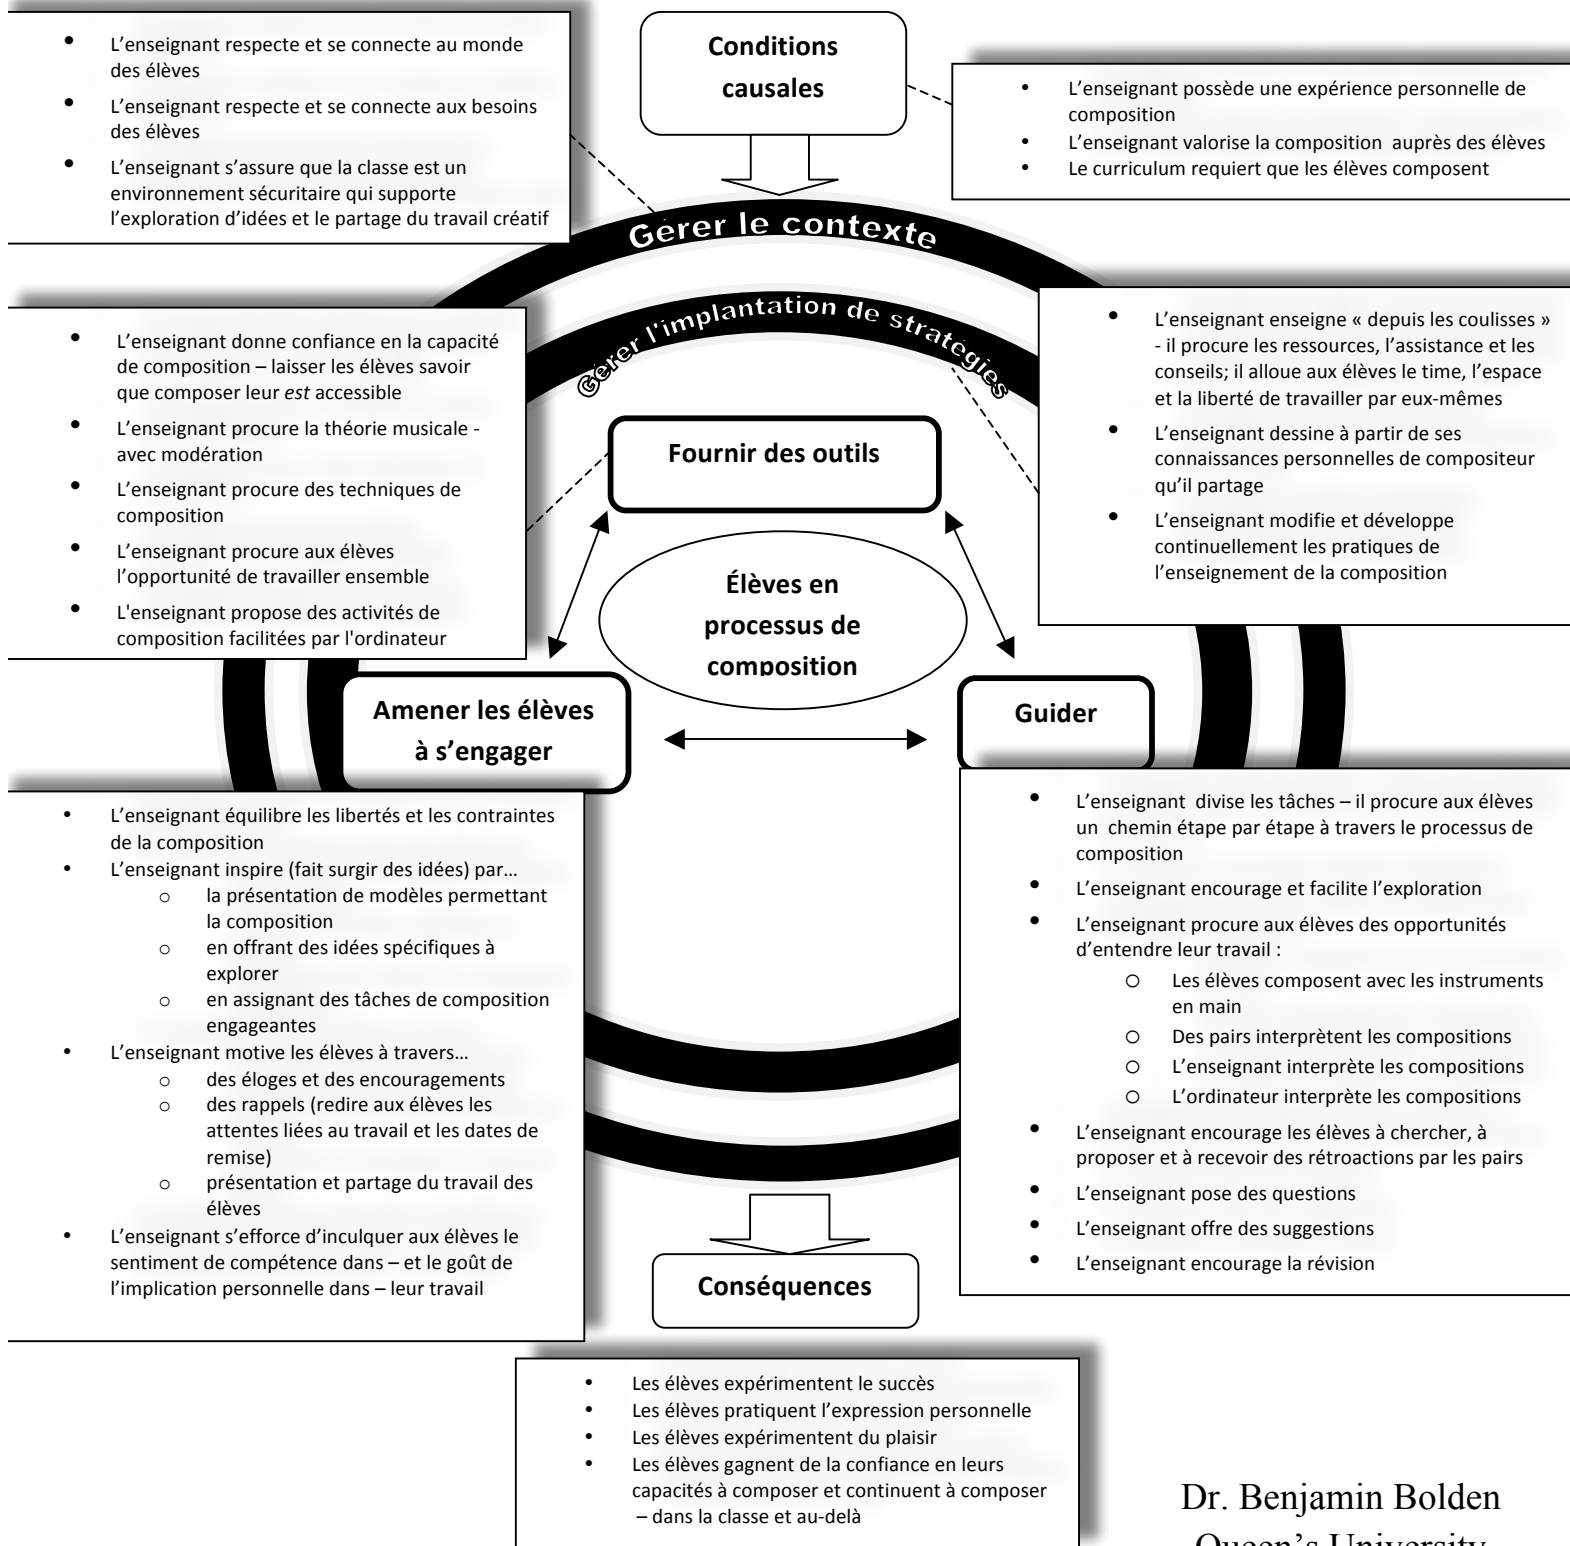 • L’enseignant respecte et se connecte au monde
des élèves
• L’enseignant respecte et se connecte aux besoins
des élèves
• L’enseignant s’assure que la classe est un
environnement sécuritaire qui supporte
l’exploration d’idées et le partage du travail créatif
Conditions
causales
• L’enseignant possède une expérience personnelle de
composition
• L’enseignant valorise la composition auprès des élèves
• Le curriculum requiert que les élèves composent
Gérer le contexte
Gérer l'implantation de stratégies
• L’enseignant donne confiance en la capacité
de composition – laisser les élèves savoir
que composer leur est accessible
• L’enseignant procure la théorie musicale -
avec modération
• L’enseignant procure des techniques de
composition
• L’enseignant procure aux élèves
l’opportunité de travailler ensemble
• L'enseignant propose des activités de
composition facilitées par l'ordinateur
• L’enseignant enseigne « depuis les coulisses »
- il procure les ressources, l’assistance et les
conseils; il alloue aux élèves le time, l’espace
et la liberté de travailler par eux-mêmes
• L’enseignant dessine à partir de ses
connaissances personnelles de compositeur
qu’il partage
• L’enseignant modifie et développe
continuellement les pratiques de
l’enseignement de la composition
Fournir des outils
Élèves en
processus de
composition
Amener les élèves
à s’engager
Guider
• L’enseignant équilibre les libertés et les contraintes
de la composition
• L’enseignant inspire (fait surgir des idées) par…
o la présentation de modèles permettant
la composition
o en offrant des idées spécifiques à
explorer
o en assignant des tâches de composition
engageantes
• L’enseignant motive les élèves à travers…
o des éloges et des encouragements
o des rappels (redire aux élèves les
attentes liées au travail et les dates de
remise)
o présentation et partage du travail des
élèves
• L’enseignant s’efforce d’inculquer aux élèves le
sentiment de compétence dans – et le goût de
l’implication personnelle dans – leur travail
• L’enseignant divise les tâches – il procure aux élèves
un chemin étape par étape à travers le processus de
composition
• L’enseignant encourage et facilite l’exploration
• L’enseignant procure aux élèves des opportunités
d’entendre leur travail :
o Les élèves composent avec les instruments
en main
o Des pairs interprètent les compositions
o L’enseignant interprète les compositions
o L’ordinateur interprète les compositions
• L’enseignant encourage les élèves à chercher, à
proposer et à recevoir des rétroactions par les pairs
• L’enseignant pose des questions
• L’enseignant offre des suggestions
• L’enseignant encourage la révision
Conséquences
• Les élèves expérimentent le succès
• Les élèves pratiquent l’expression personnelle
• Les élèves expérimentent du plaisir
• Les élèves gagnent de la confiance en leurs
capacités à composer et continuent à composer
– dans la classe et au-delà
Dr. Benjamin Bolden
Queen’s University